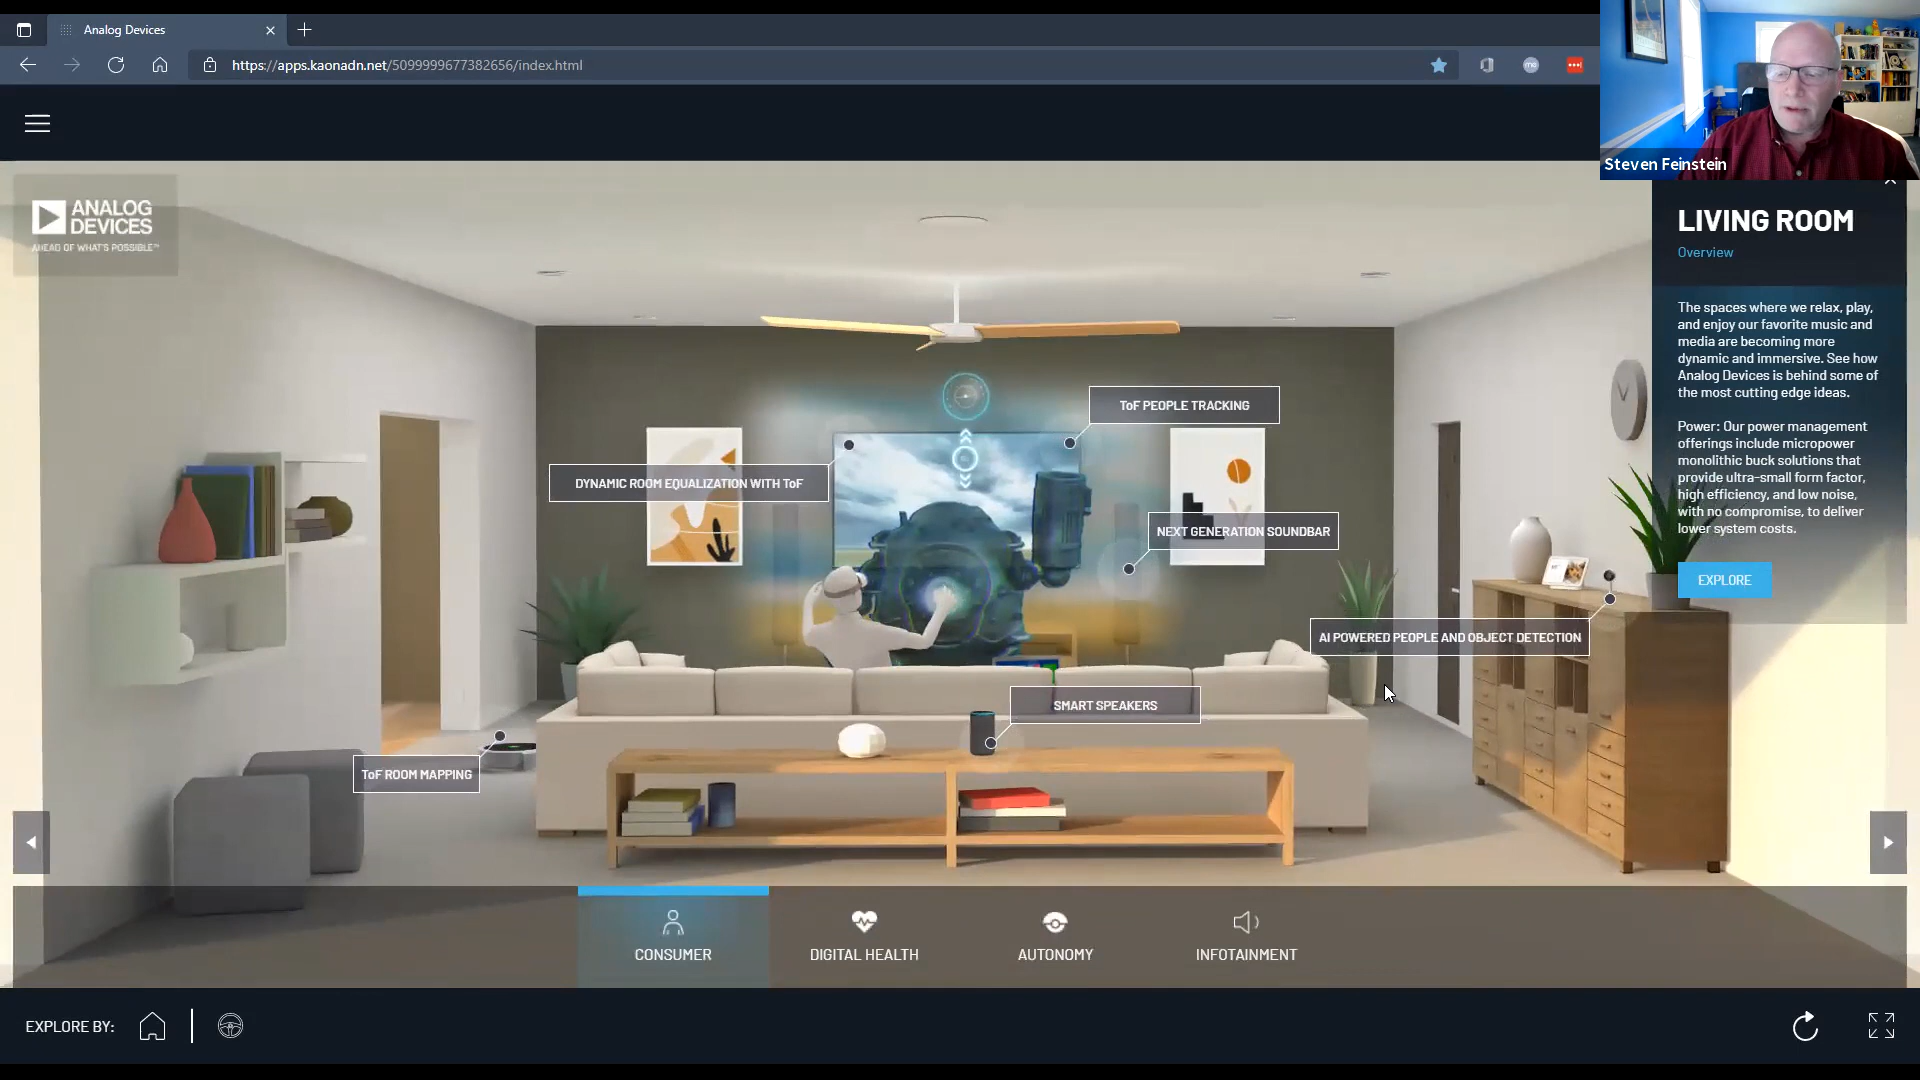 Analog Devices
https://apps.kaonadn.net/5099999677382656/index.html
me
Steven Feinstein
ANALOG
DEVICES
AHEAD OF WHAT'S POSSIBLE™
LIVING ROOM
Overview
The spaces where we relax, play,
and enjoy our favorite music and
media are becoming more
dynamic and immersive. See how
Analog Devices is behind some of
the most cutting edge ideas.
Power: Our power management
offerings include micropower
monolithic buck solutions that
provide ultra-small form factor,
high efficiency, and low noise,
with no compromise, to deliver
lower system costs.
EXPLORE
ToF PEOPLE TRACKING
DYNAMIC ROOM EQUALIZATION WITH ToF
NEXT GENERATION SOUNDBAR
AI POWERED PEOPLE AND OBJECT DETECTION
SMART SPEAKERS
ToF ROOM MAPPING
CONSUMER
DIGITAL HEALTH
AUTONOMY
INFOTAINMENT
EXPLORE BY: